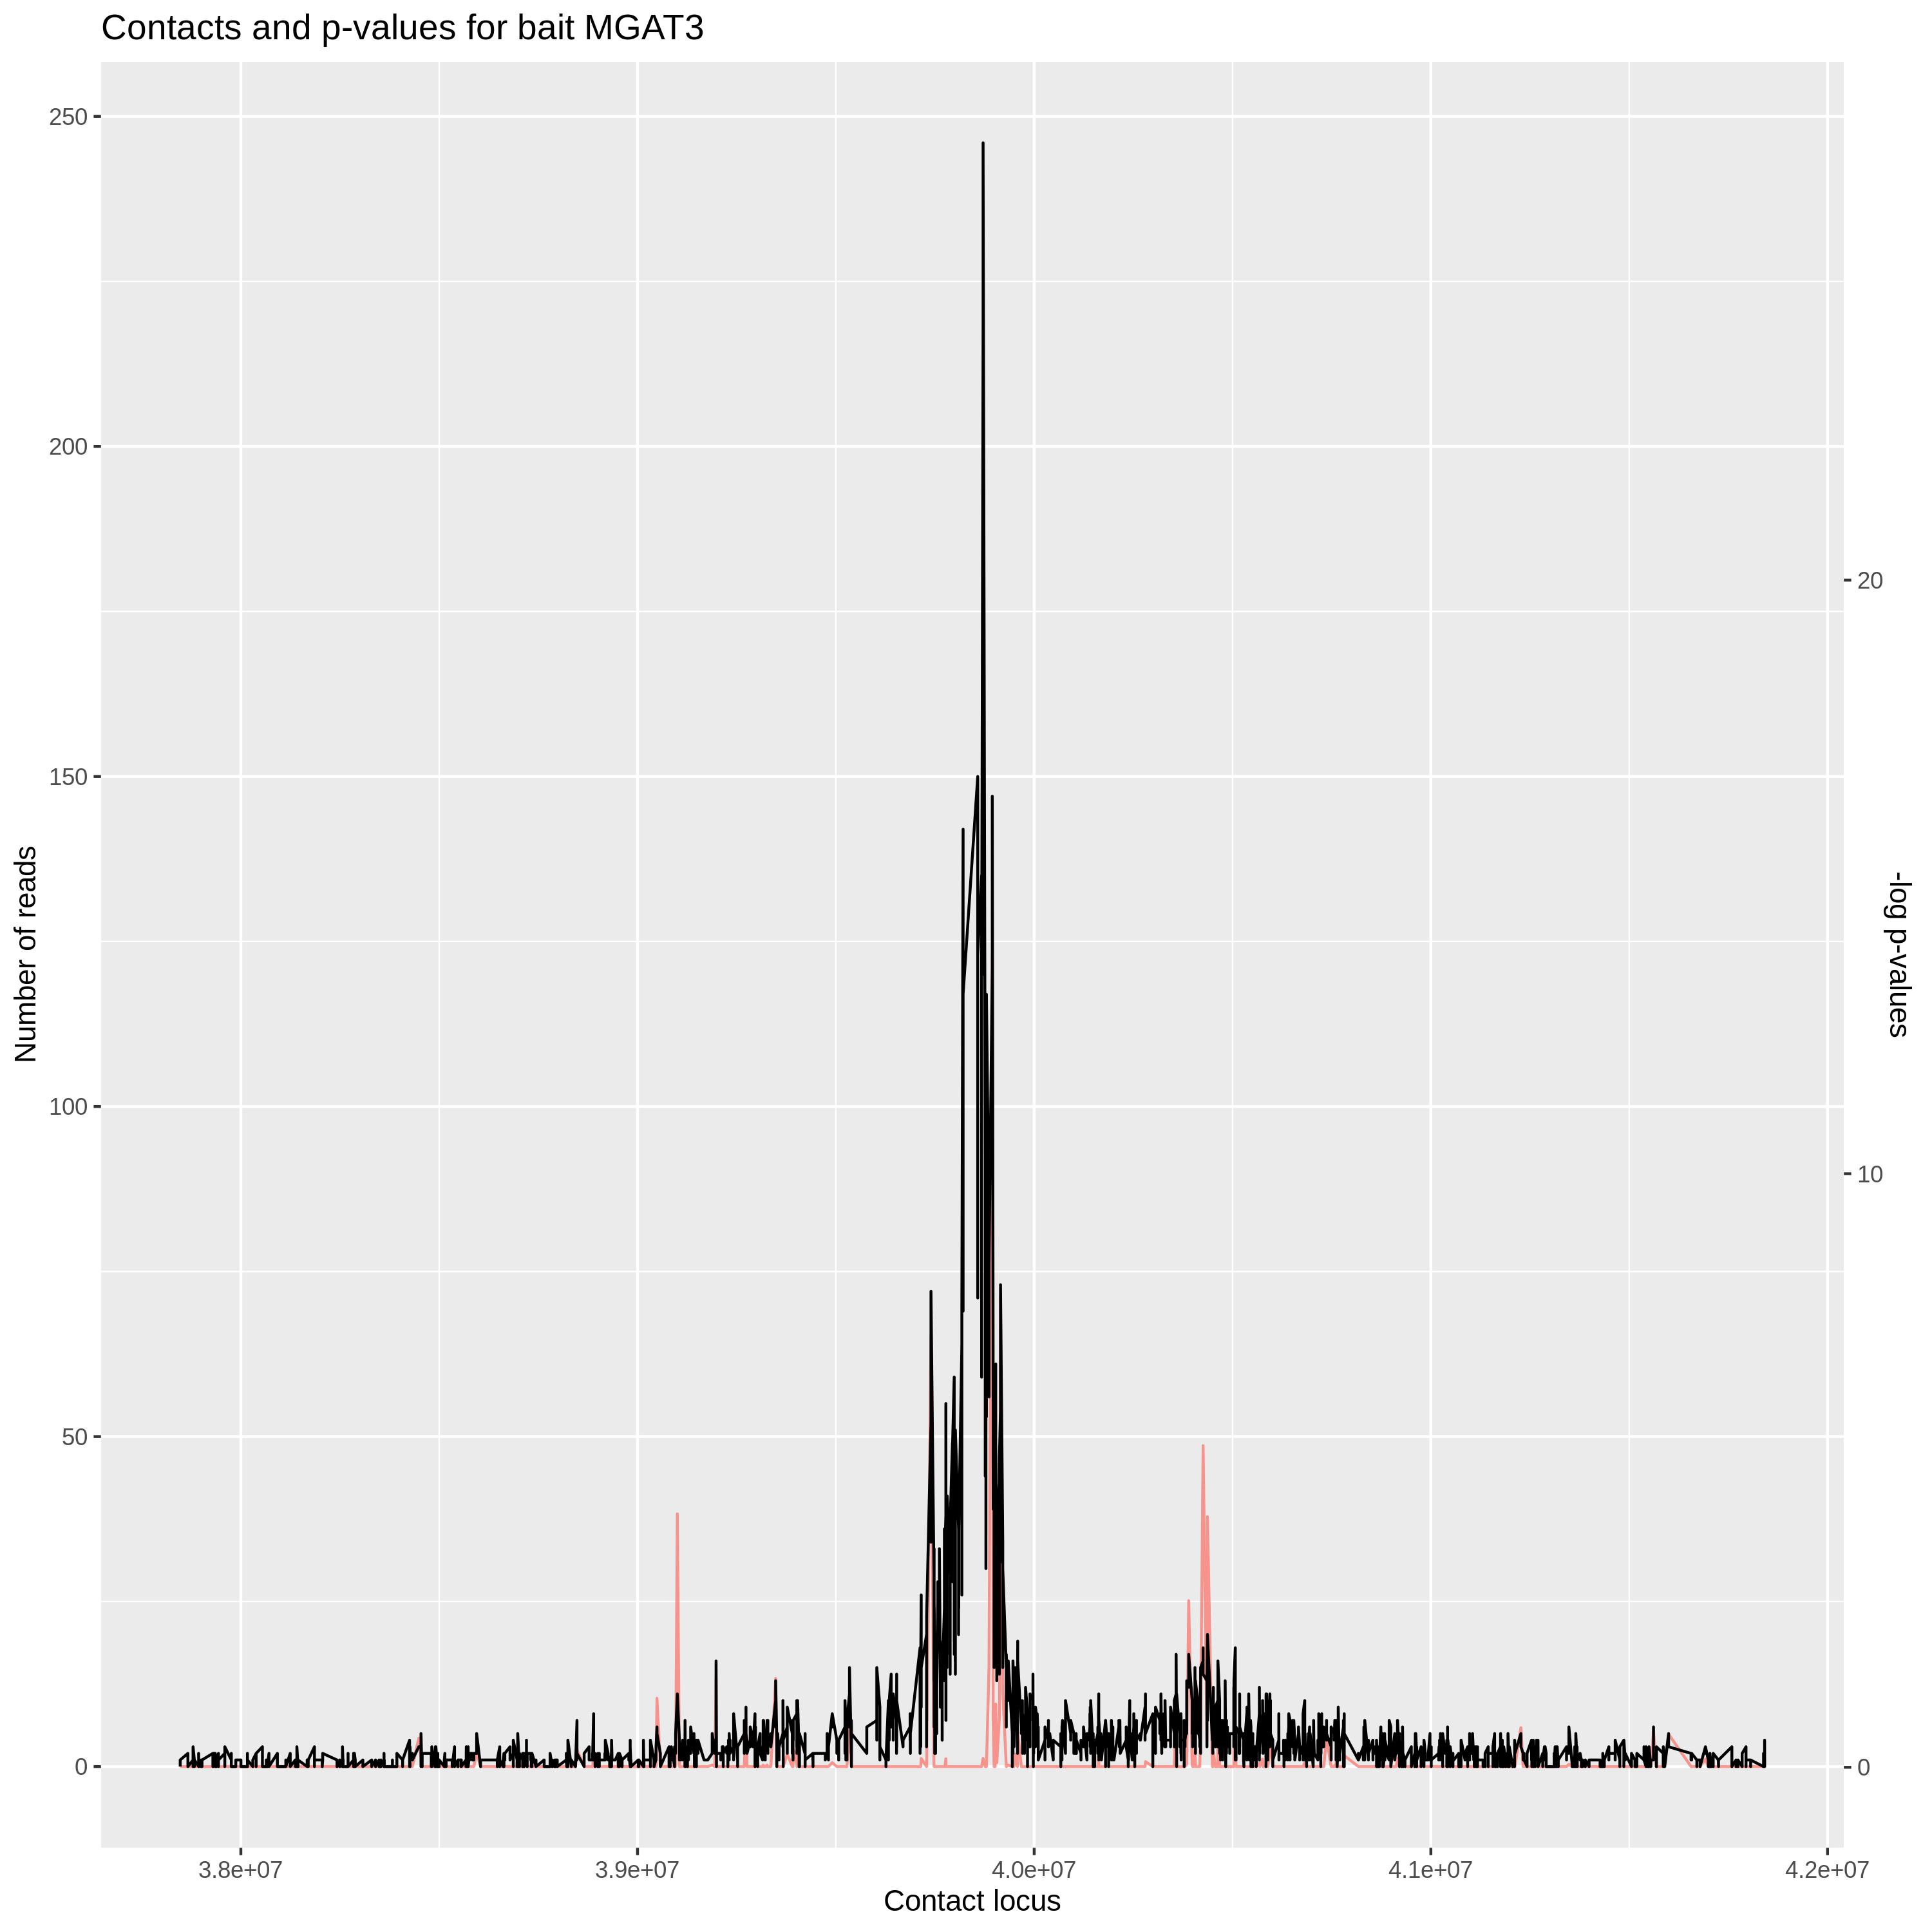 Contacts and p-values for bait MGAT3
250
200
150
100
50
0
Number of reads
20
10
0
-log p-values
3.8e+07
3.9e+07
4.0e+07
4.1e+07
4.2e+07
Contact locus